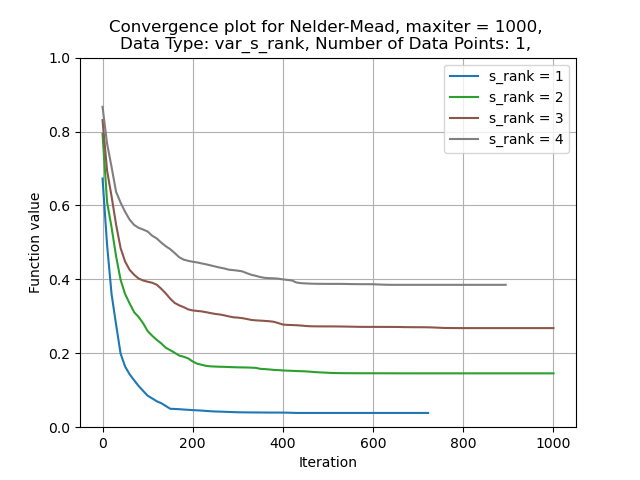 Convergence plot for Nelder-Mead, maxiter = 1000,
Data Type: var_s_rank, Number of Data Points: 1,
1.0
0.8
0.6
0.4
0.2
0.0
Function value
s_rank = 1
s_rank = 2
s_rank = 3
s_rank = 4
0 200 400 600 800 1000
Iteration